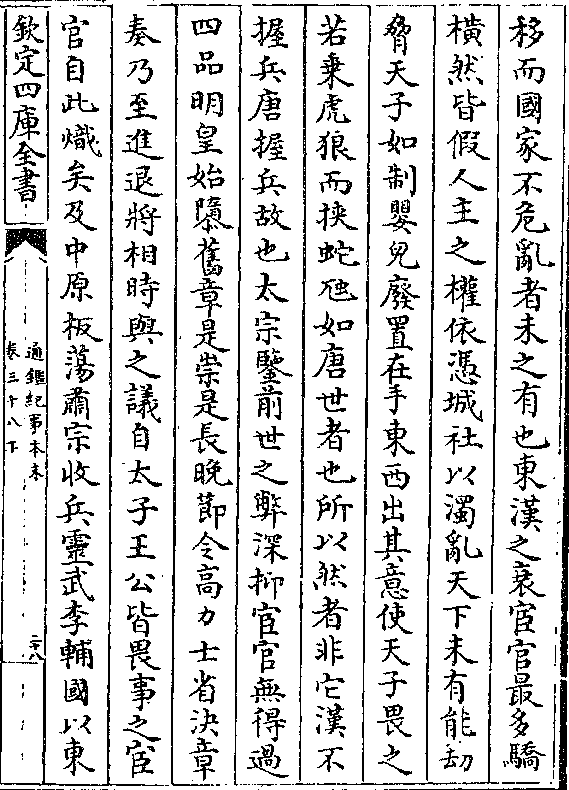 移而國家不危亂者未之有也東漢之衰宦官最多驕
橫然皆假人主之權依憑城社以濁亂天下未有能劫
脅天子如制嬰兒廢置在手東西出其意使天子畏之
若乗虎狼而挾蛇虺如唐世者也所以然者非它漢不
握兵唐握兵故也太宗鑒前世之弊深抑宦官無得過
四品明皇始隳舊章是崇是長晚節令高力士省決章
奏乃至進退將相時與之議自太子王公皆畏事之宦
官自此熾矣及中原板蕩肅宗收兵靈武李輔國以東
欽定四庫全書
通鑑紀事本末
卷三十八下
二十八